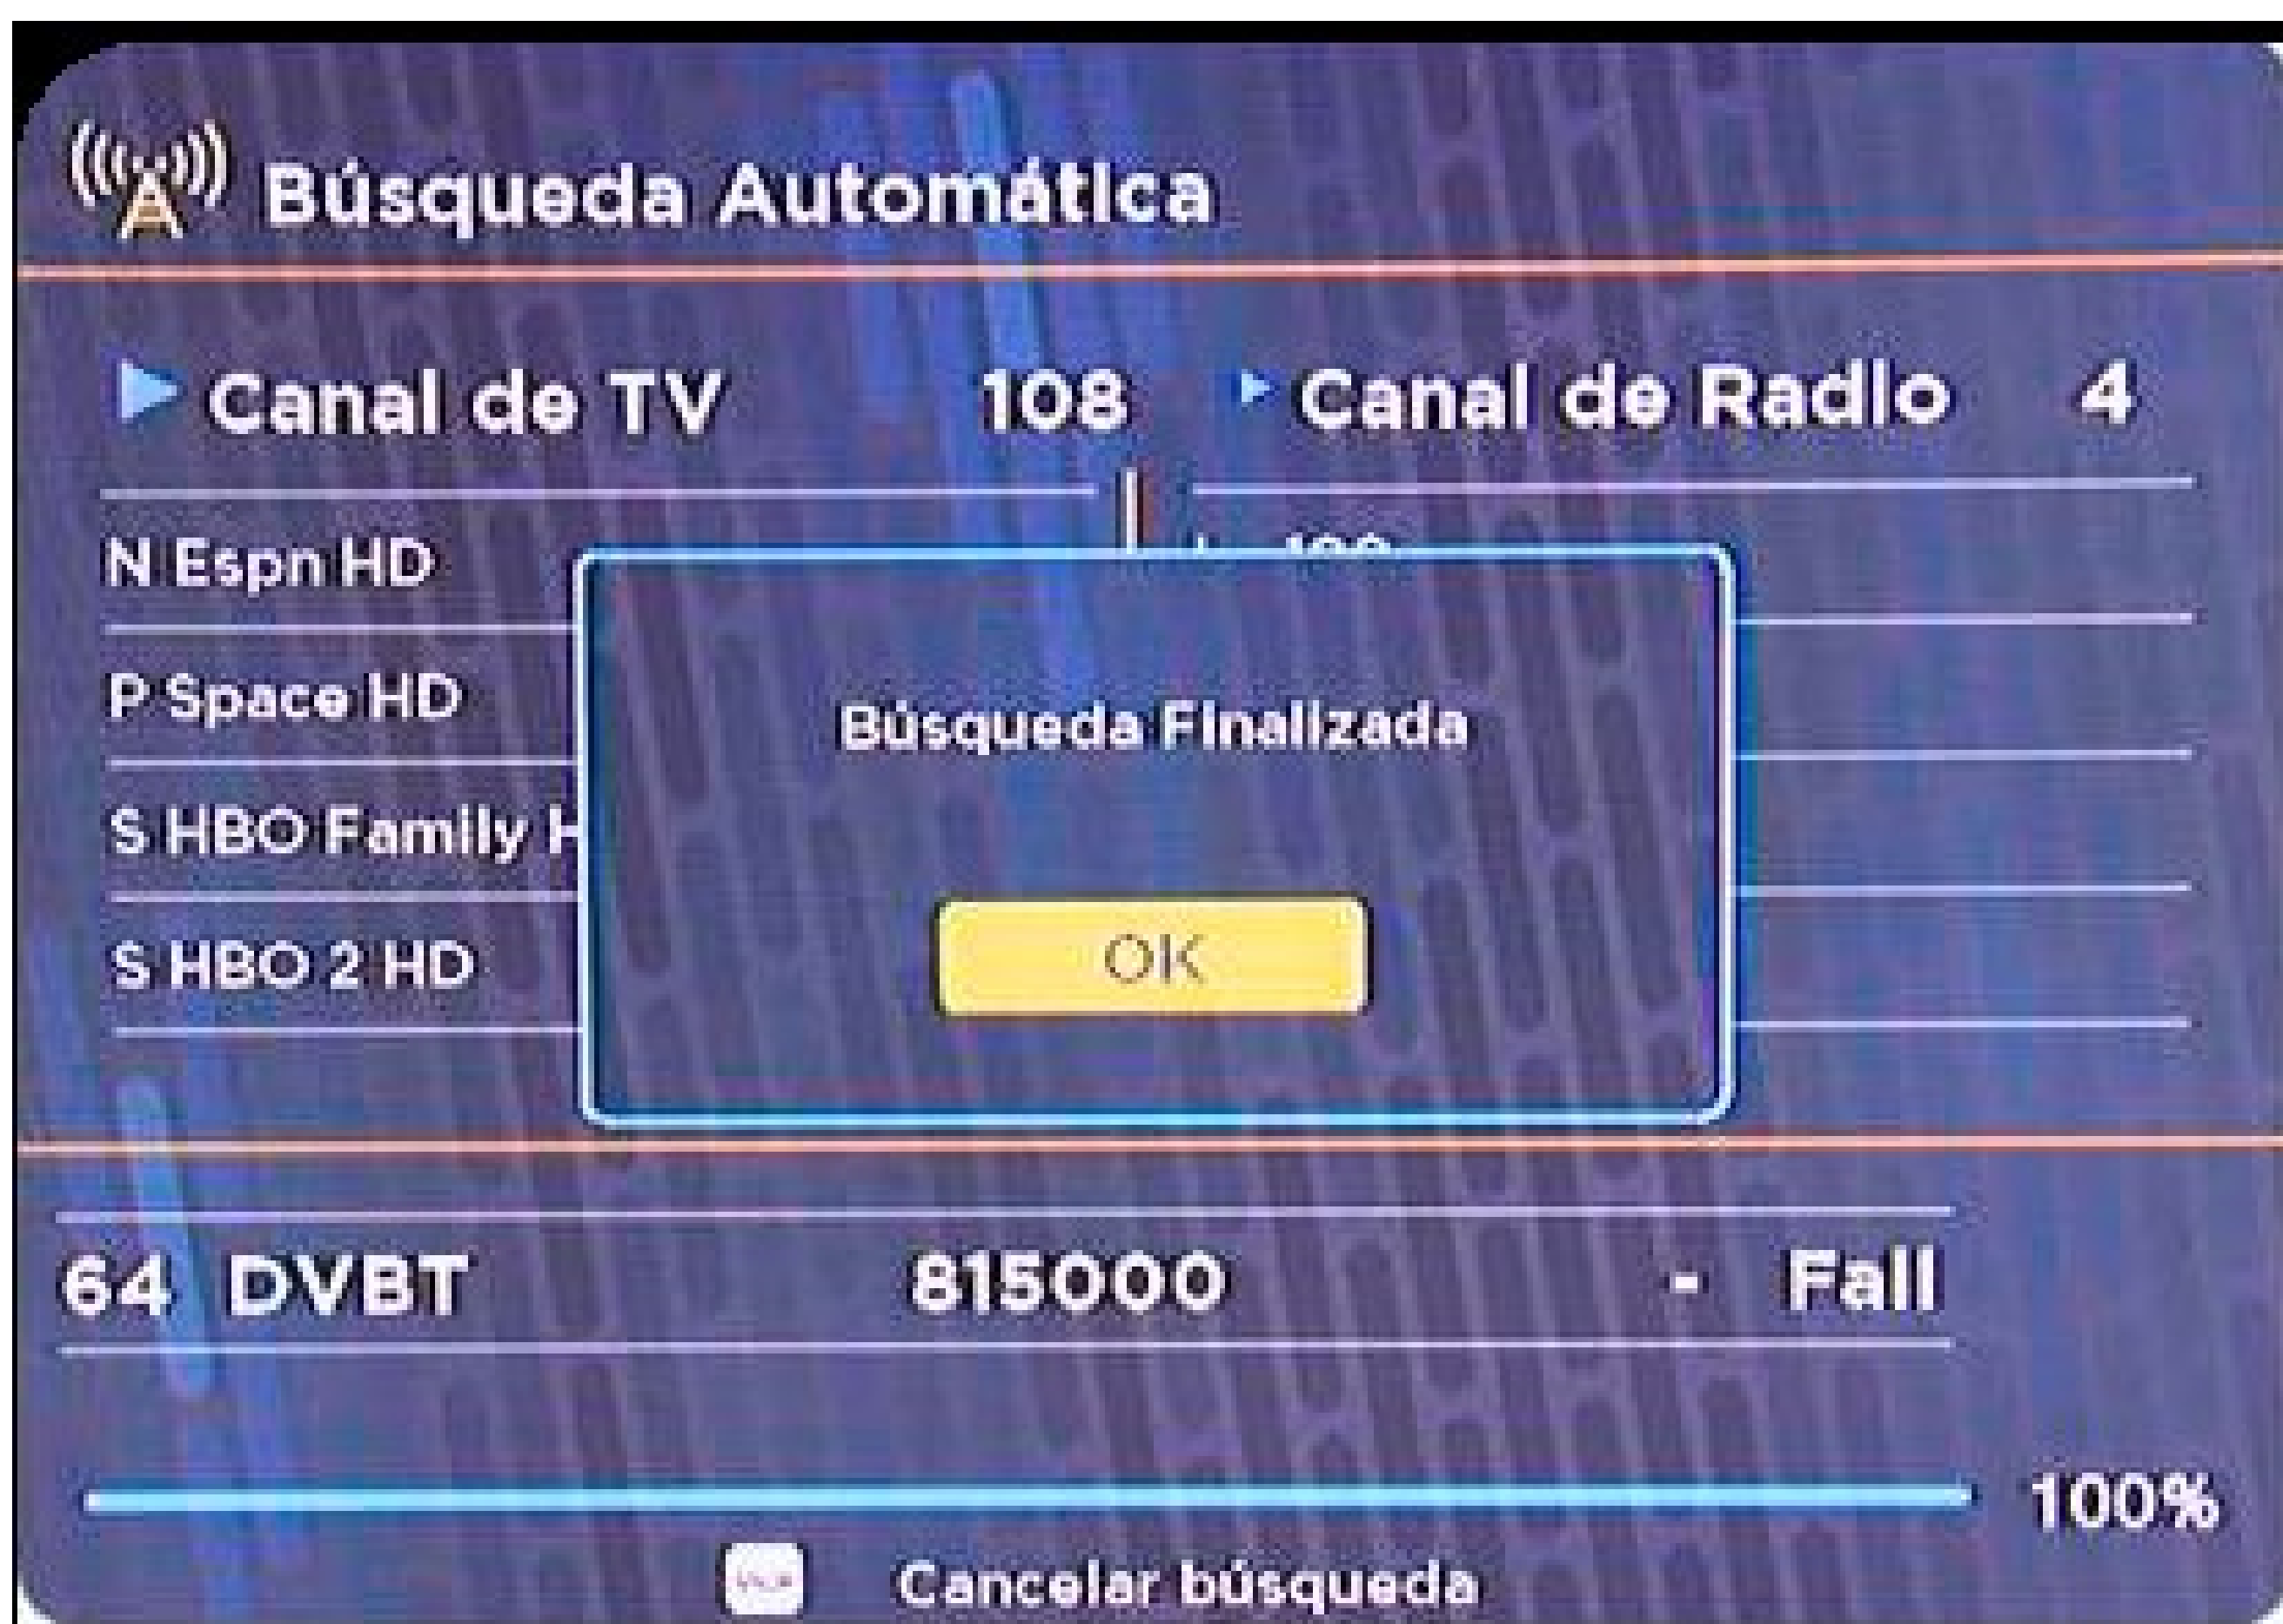 Búsqueda Automática
Canal de TV 108
Canal de Radio 4
N Espn HD
P Space HD
S HBO Family H
S HBO 2 HD
Búsqueda Finalizada
OK
64 DVBT 815000 - Fail
100%
Cancelar búsqueda